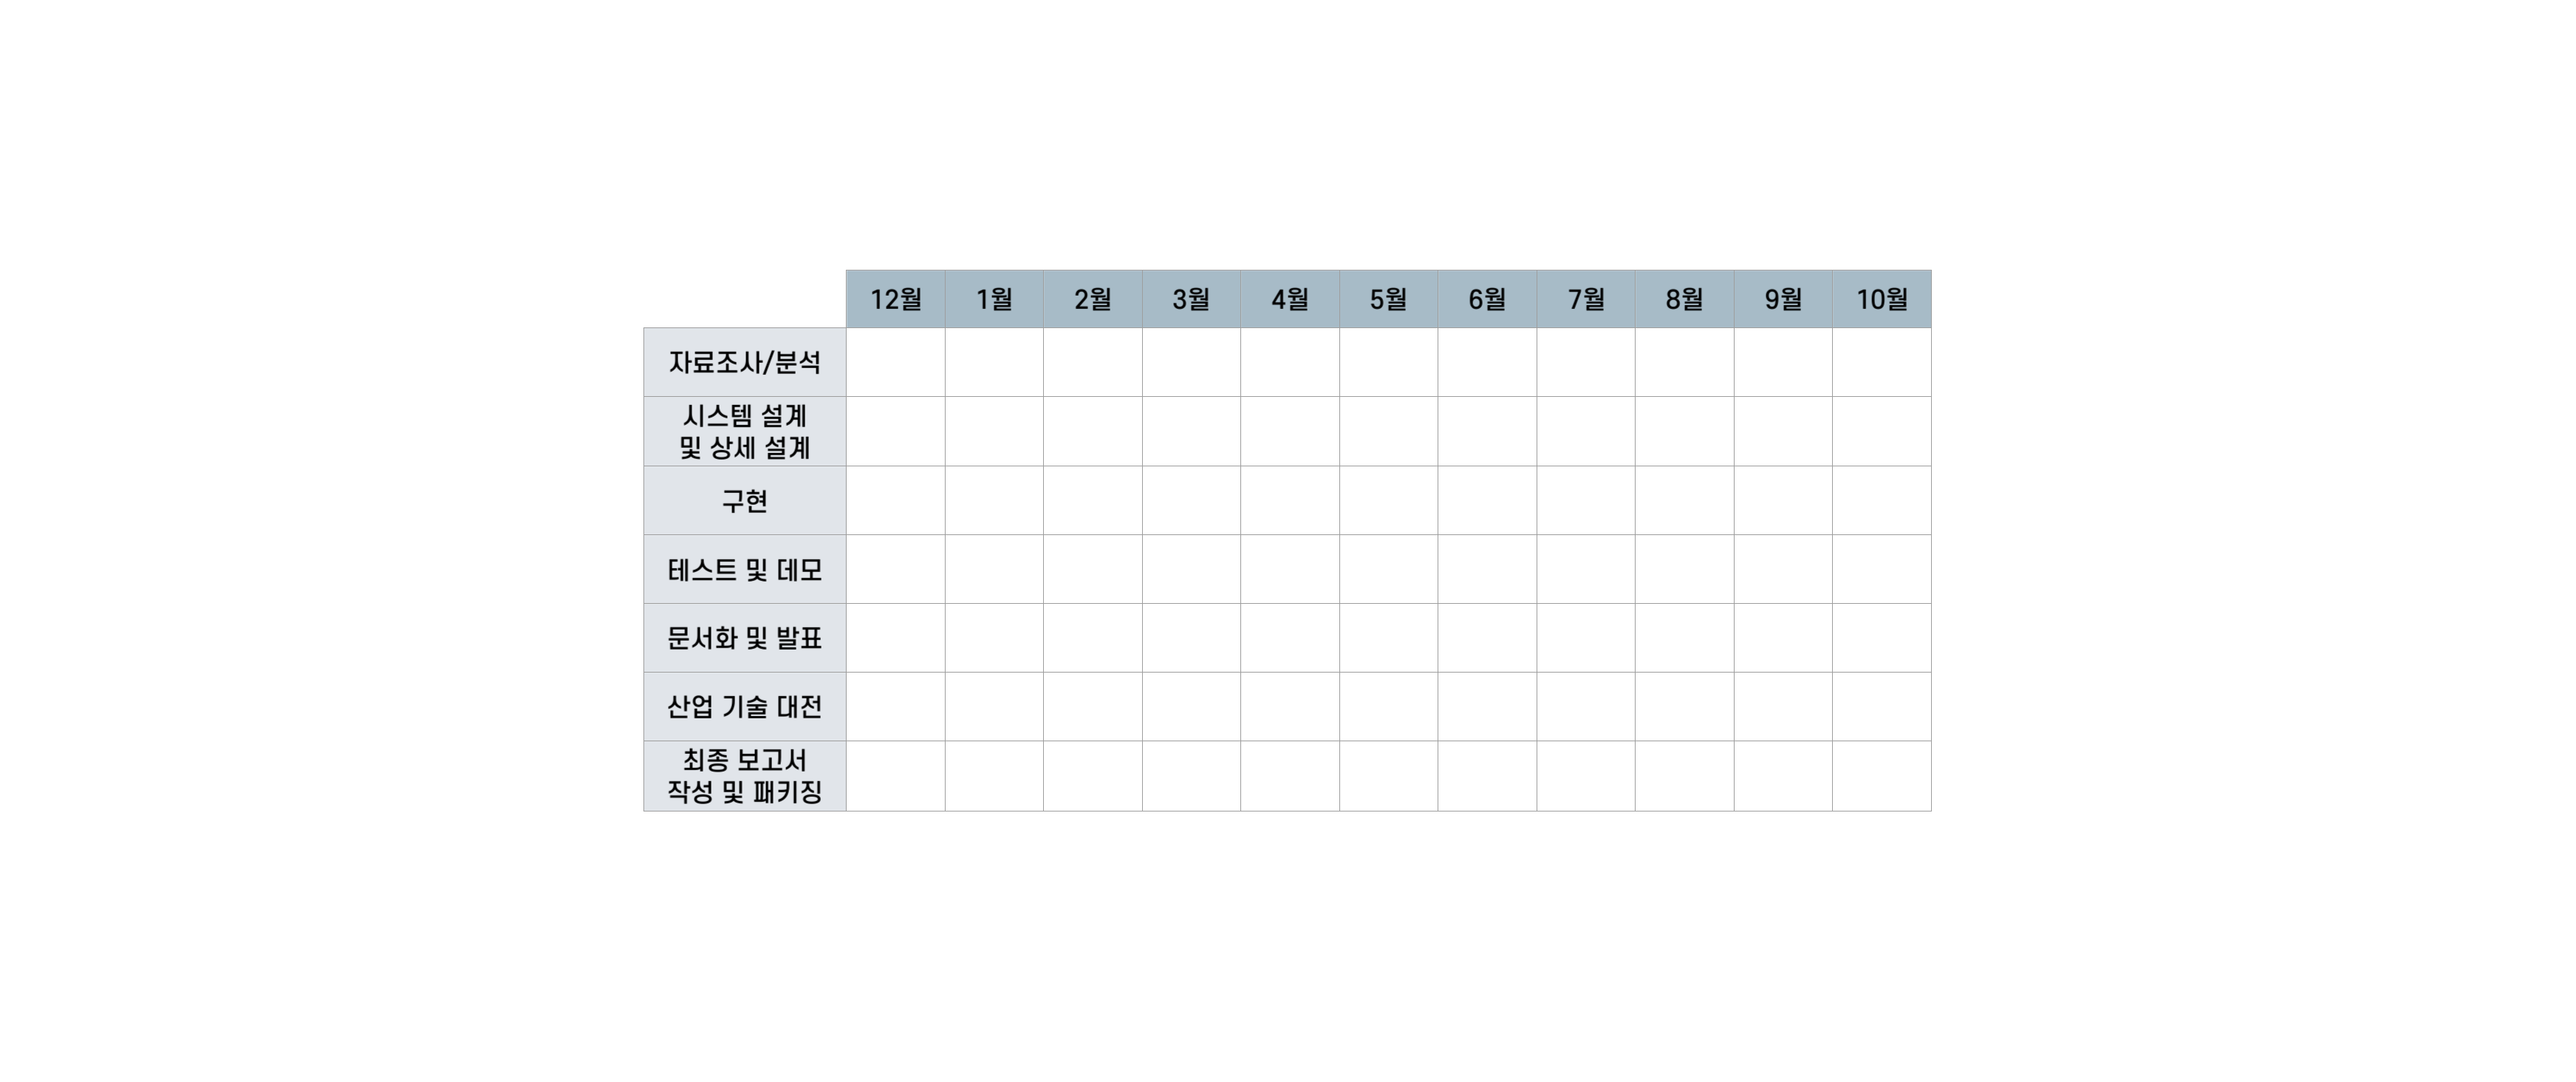 12월 1월 2월 3월 4월 5월 6월 7월 8월 9월 10월
자료조사/분석
시스템 설계
및 상세 설계
구현
테스트 및 데모
문서화 및 발표
산업 기술 대전
최종 보고서
작성 및 패키징